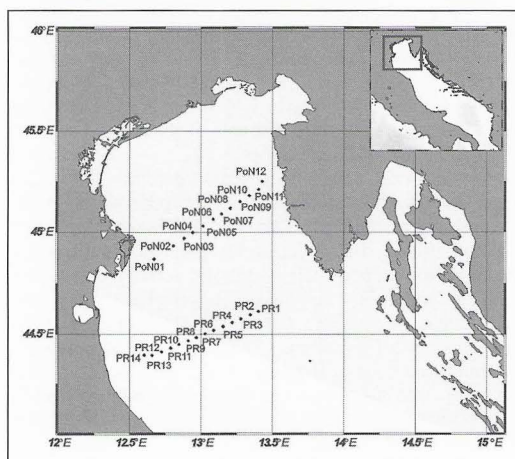 46°E
45.5°E
45°E
44.5°E
PoN12
PoN10
PoN11
PoN08
PoN09
PoN06
PoN07
PoN04
PoN05
PoN02
PoN03
PoN01
PR2
PR1
PR4
PR3
PR6
PR5
PR8
PR7
PR10
PR9
PR12
PR11
PR14
PR13
12°E 12.5°E 13°E 13.5°E 14°E 14.5°E 15°E